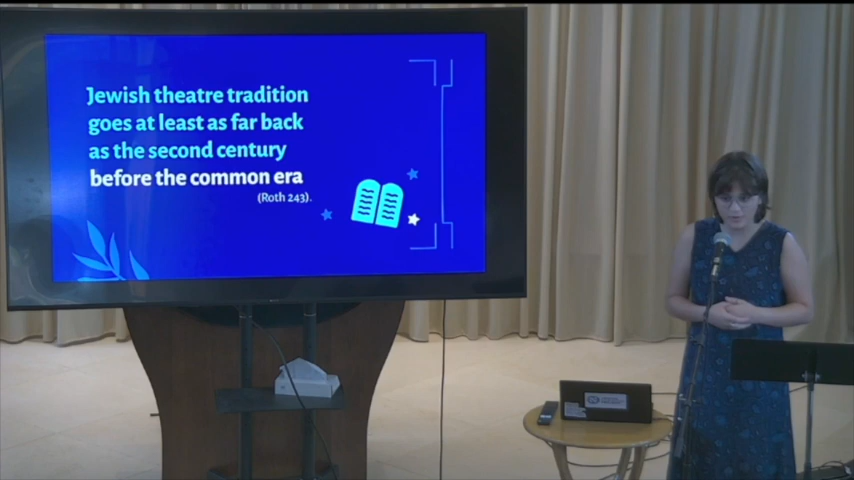 Jewish theatre tradition
goes at least as far back
as the second century
before the common era
(Roth 243).